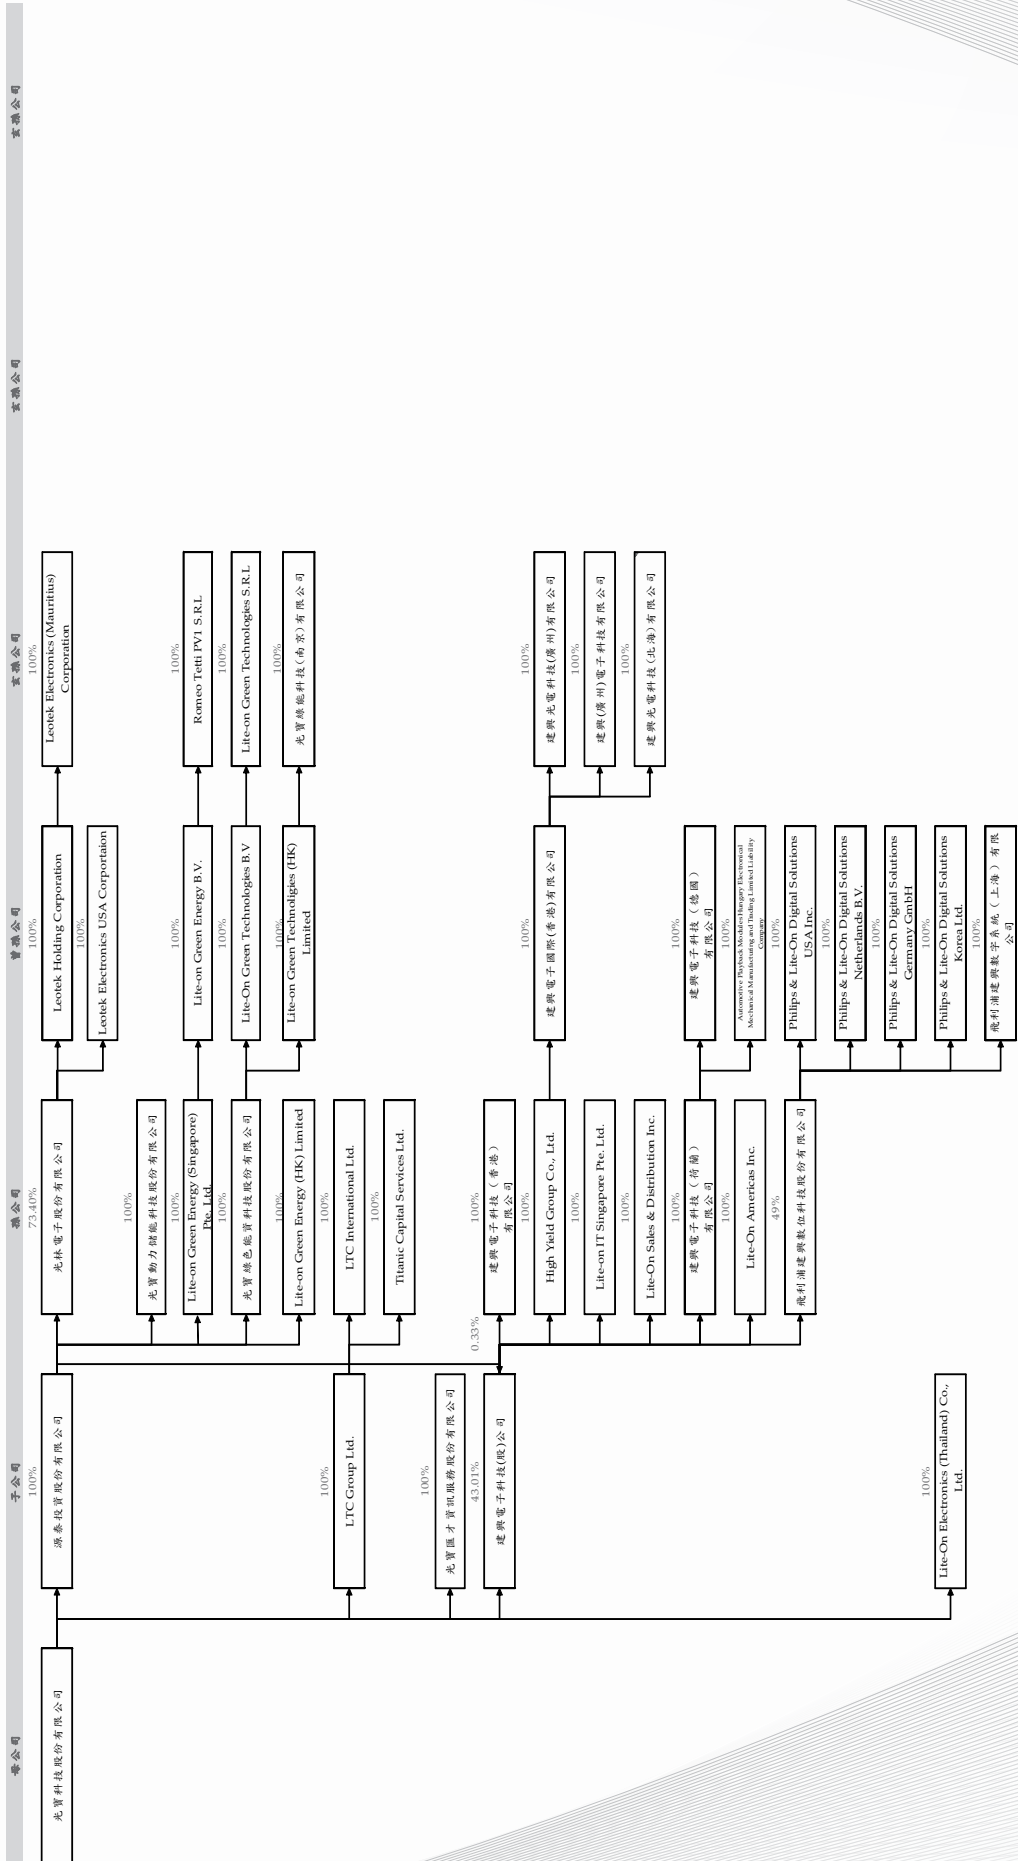 母公司
子公司
孫公司
曾孫公司
玄孫公司
玄孫公司
玄孫公司
光寶科技股份有限公司
100%
源泰投資股份有限公司
73.40%
光林電子股份有限公司
100%
Leotek Holding Corporation
100%
Leotek Electronics (Mauritius)
Corporation
100%
Leotek Electronics USA Corportaion
100%
光寶動力儲能科技股份有限公司
100%
Lite-on Green Energy (Singapore)
Pte. Ltd.
100%
Lite-on Green Energy B.V.
100%
Romeo Tetti PV1 S.R.L
100%
光寶綠色能資科技股份有限公司
100%
Lite-On Green Technologies B.V
100%
Lite-on Green Technologies S.R.L
100%
Lite-on Green Energy (HK) Limited
100%
Lite-on Green Technoligies (HK)
Limited
100%
光寶綠能科技(南京)有限公司
100%
LTC Group Ltd.
100%
LTC International Ltd.
100%
Titanic Capital Services Ltd.
100%
光寶匯才資訊服務股份有限公司
43.01%
建興電子科技(股)公司
0.33%
100%
建興電子科技（香港）
有限公司
100%
High Yield Group Co., Ltd.
100%
建興電子國際(香港)有限公司
100%
建興光電科技(廣州)有限公司
100%
建興(廣州)電子科技有限公司
100%
建興光電科技(北海)有限公司
100%
Lite-on IT Singapore Pte. Ltd.
100%
Lite-On Sales & Distribution Inc.
100%
建興電子科技（荷蘭）
有限公司
100%
建興電子科技（德國）
有限公司
100%
Automotive Playback Modules Hungary Electronical
Mechanical Manufacturing and Trading Limited Liability
Company
100%
Lite-On Americas Inc.
49%
飛利浦建興數位科技股份有限公司
100%
Philips & Lite-On Digital Solutions
USA Inc.
100%
Philips & Lite-On Digital Solutions
Netherlands B.V.
100%
Philips & Lite-On Digital Solutions
Germany GmbH
100%
Philips & Lite-On Digital Solutions
Korea Ltd.
100%
飛利浦建興數字系統（上海）有限
公司
100%
Lite-On Electronics (Thailand) Co.,
Ltd.